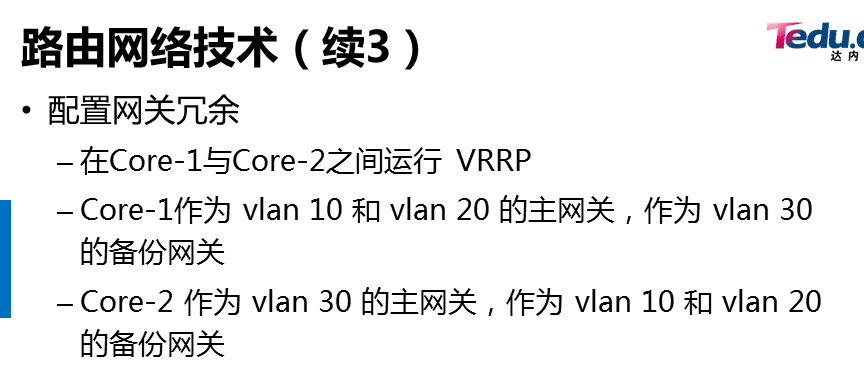 路由网络技术（续3）
Tedu.c
达内
• 配置网关冗余
– 在Core-1与Core-2之间运行 VRRP
– Core-1作为 vlan 10 和 vlan 20 的主网关，作为 vlan 30
的备份网关
– Core-2 作为 vlan 30 的主网关，作为 vlan 10 和 vlan 20
的备份网关